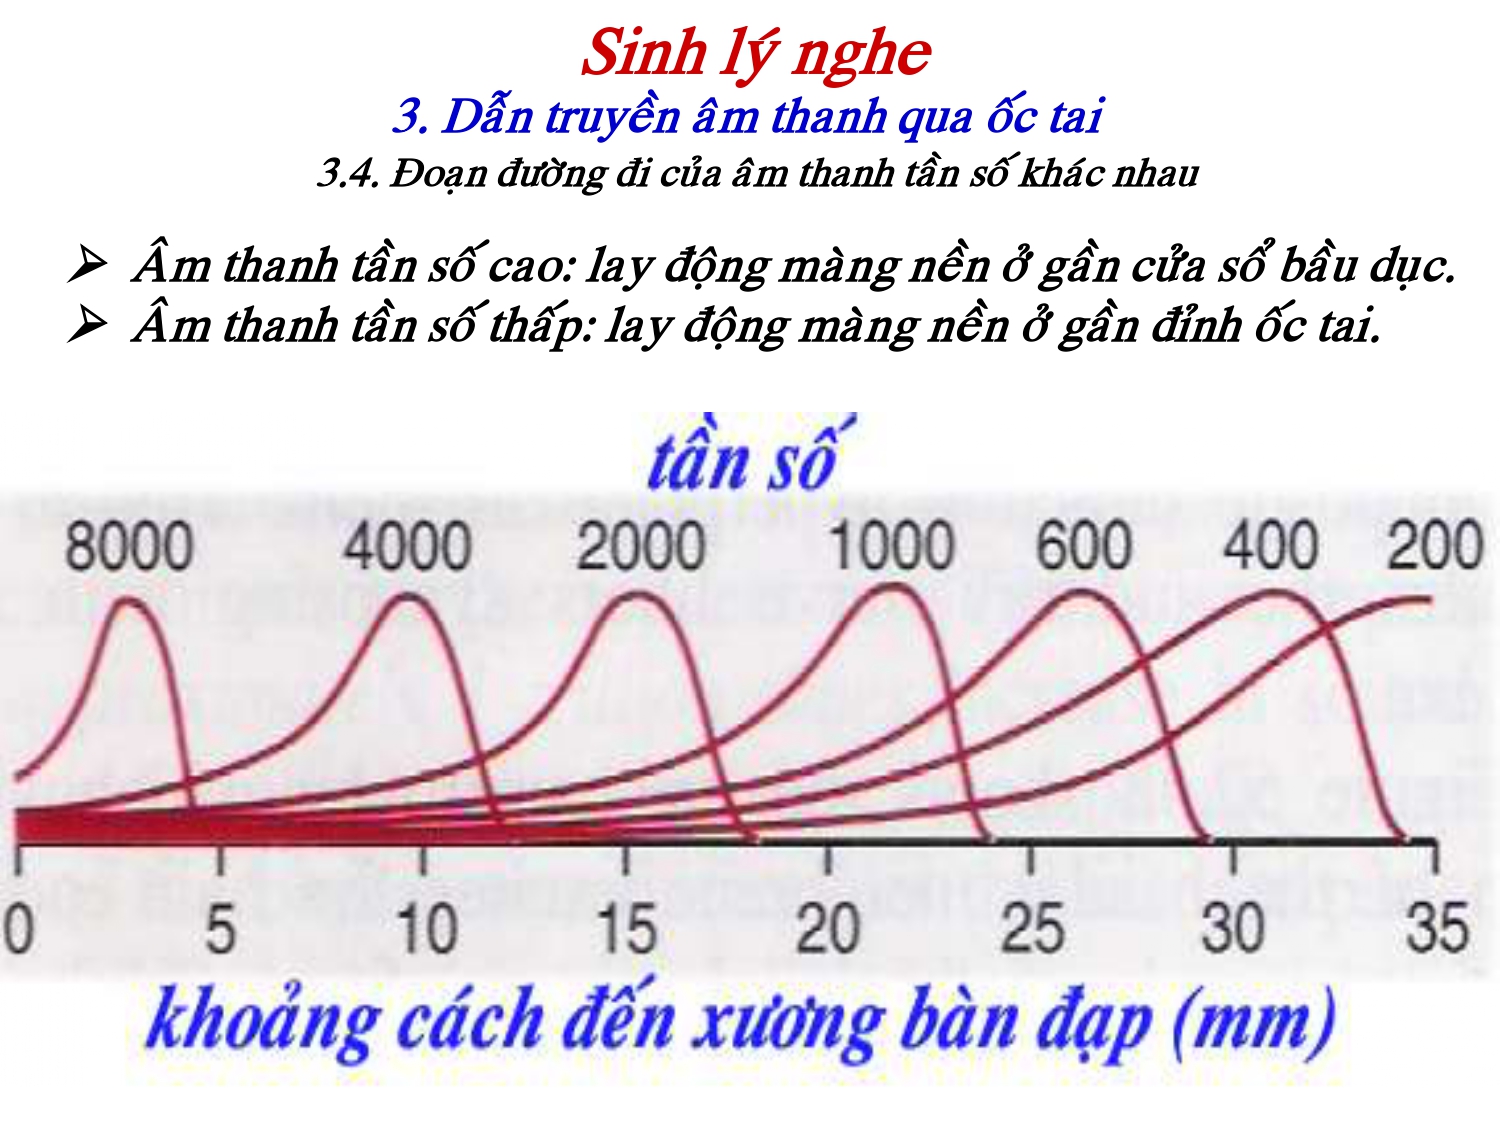 Sinh lý nghe
3. Dẫn truyền âm thanh qua ốc tai
3.4. Đoạn đường đi của âm thanh tần số khác nhau
Âm thanh tần số cao: lay động màng nền ở gần cửa sổ bầu dục.
Âm thanh tần số thấp: lay động màng nền ở gần đỉnh ốc tai.
tần số
8000 4000 2000 1000 600 400 200
0 5 10 15 20 25 30 35
khoảng cách đến xương bàn đạp (mm)